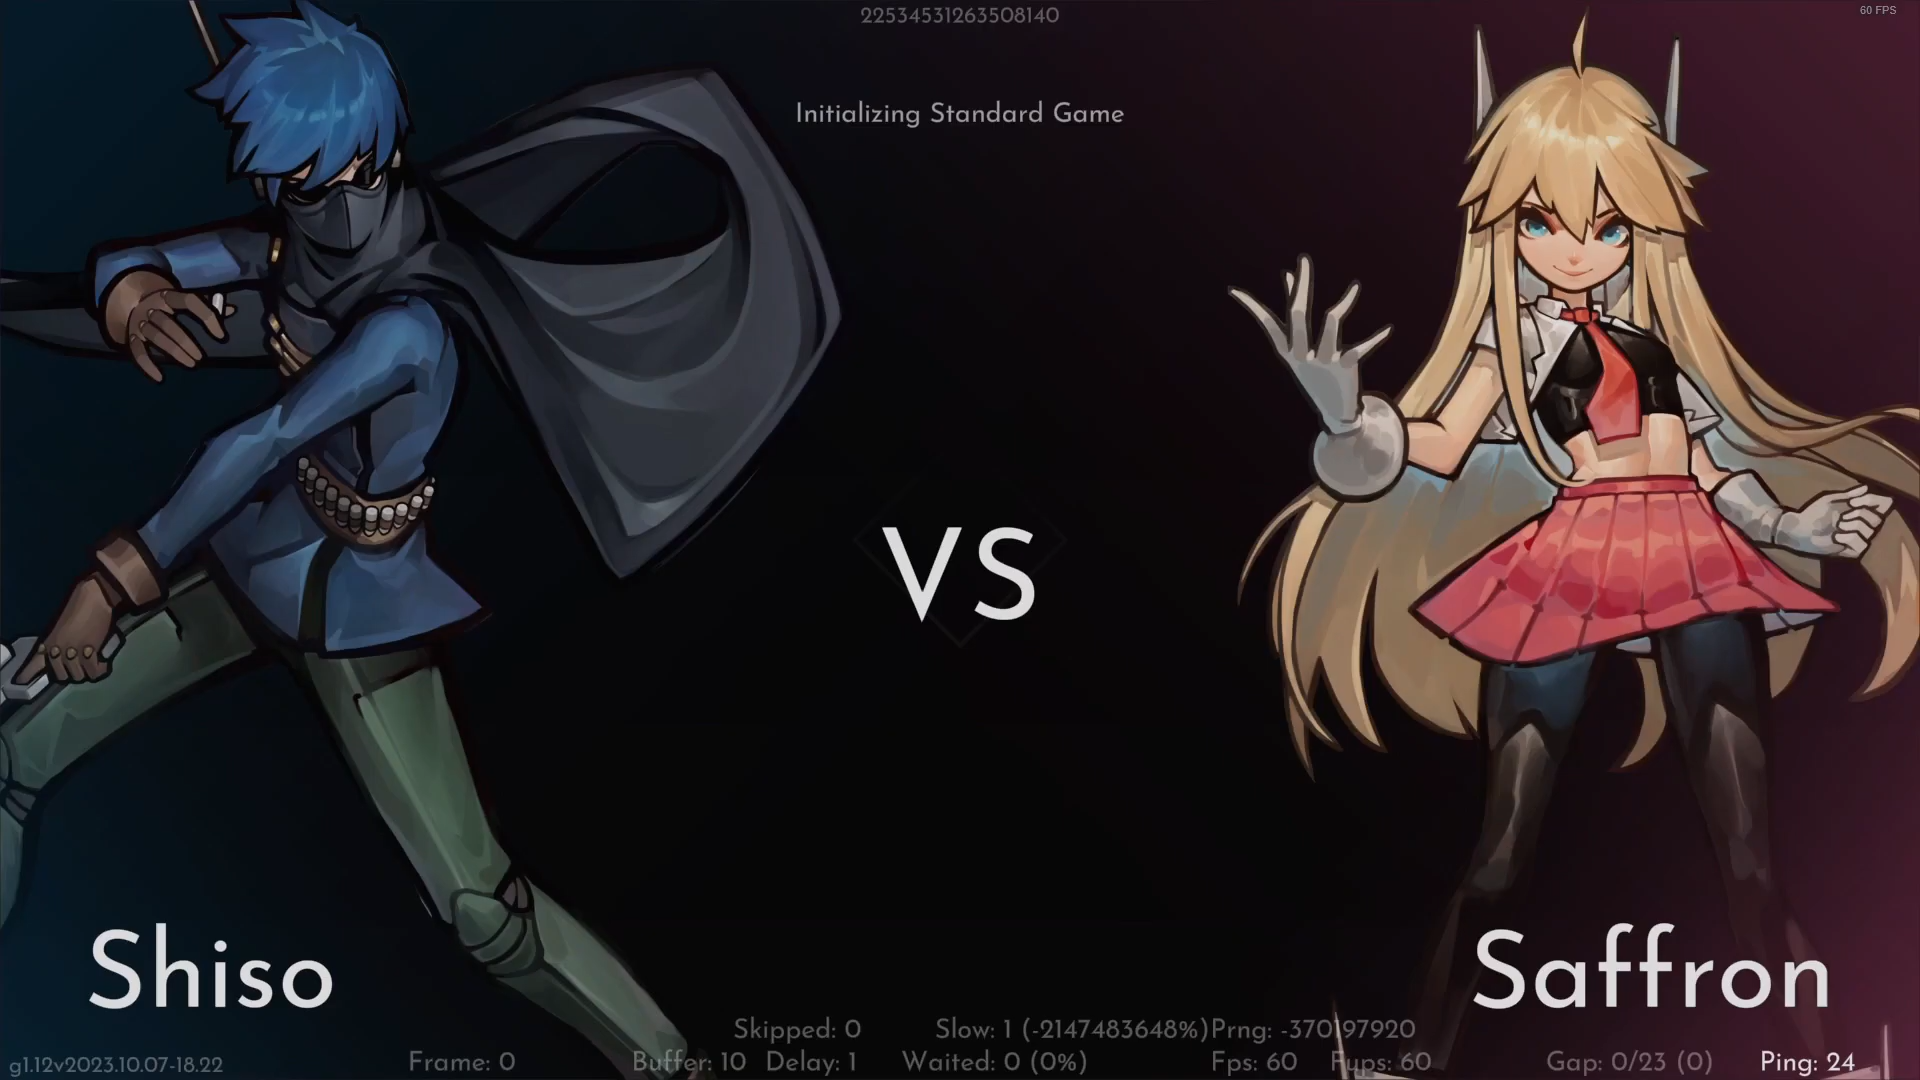 22534531263508140
60 FPS
Initializing Standard Game
VS
Shiso
Saffron
Skipped: 0 Slow: 1 (-2147483648%) Prng: -370197920
g1.12v2023.10.07-18.22 Frame: 0 Buffer: 10 Delay: 1 Waited: 0 (0%) Fps: 60 Fups: 60 Gap: 0/23 (0) Ping: 24